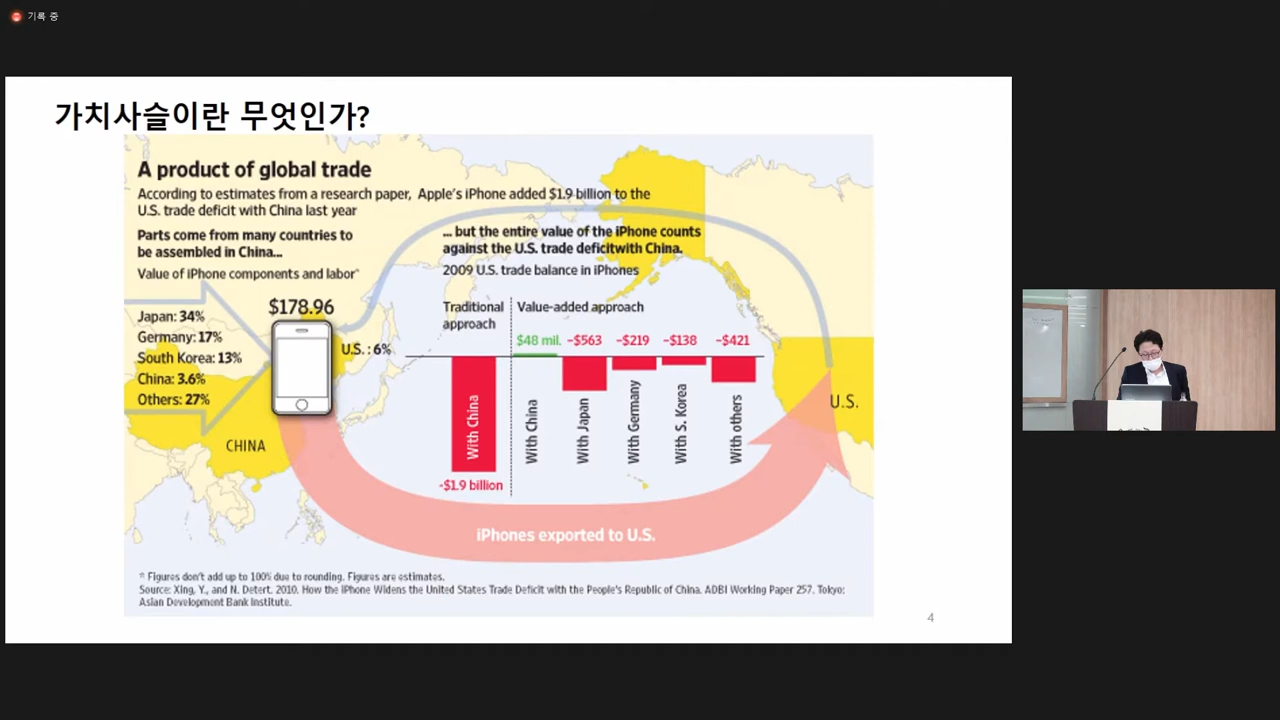 기록 중
가치사슬이란 무엇인가?
A product of global trade
According to estimates from a research paper, Apple's iPhone added $1.9 billion to the
U.S. trade deficit with China last year
Parts come from many countries to
be assembled in China...
Value of iPhone components and labor*
$178.96
Japan: 34%
Germany: 17%
South Korea: 13%
China: 3.6%
Others: 27%
U.S. : 6%
CHINA
... but the entire value of the iPhone counts
against the U.S. trade deficitwith China.
2009 U.S. trade balance in iPhones
Traditional
approach
Value-added approach
$48 mil.
-$563
-$219
-$138
-$421
With China
With China
With Japan
With Germany
With S. Korea
With others
-$1.9 billion
U.S.
iPhones exported to U.S.
* Figures don't add up to 100% due to rounding. Figures are estimates.
Source: Xing, Y., and N. Detert. 2010. How the iPhone Widens the United States Trade Deficit with the People's Republic of China. ADBI Working Paper 257. Tokyo:
Asian Development Bank Institute.
4